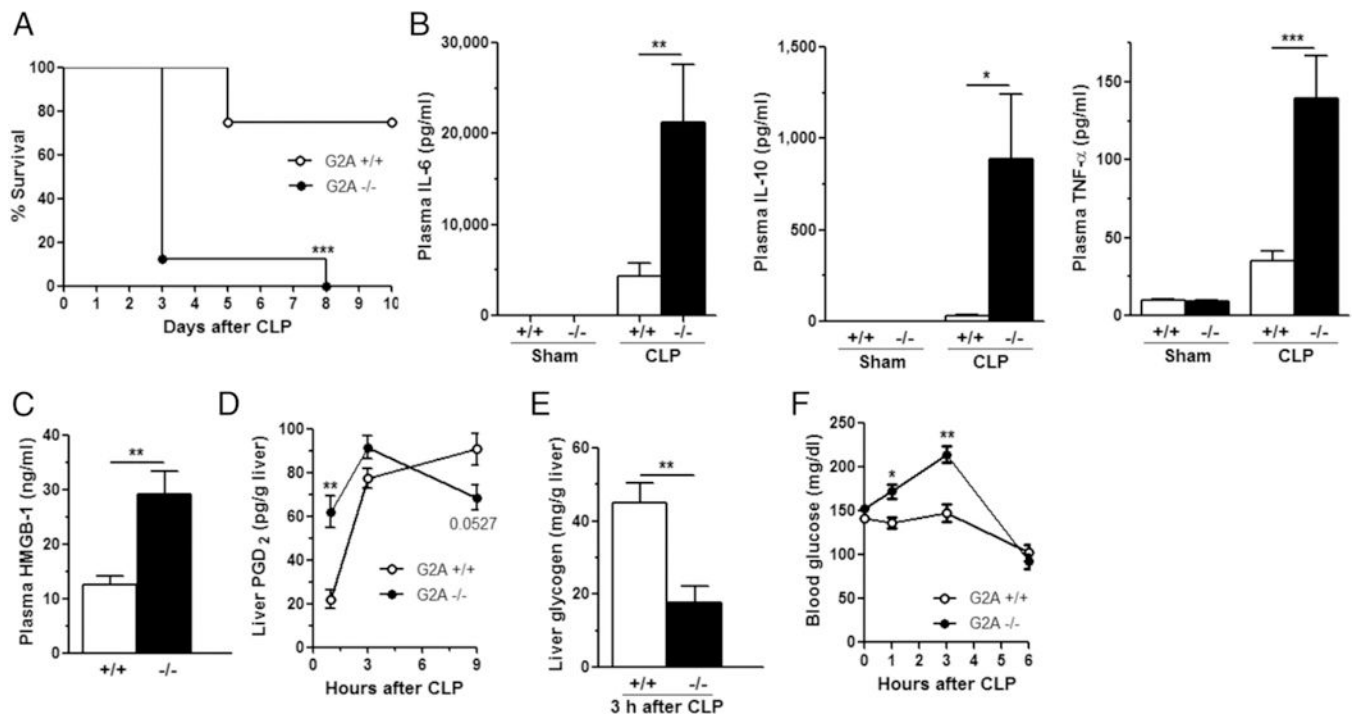 A
% Survival
100
80
60
40
20
0
G2A +/+
G2A -/-
***
0 1 2 3 4 5 6 7 8 9 10
Days after CLP
B
Plasma IL-6 (pg/ml)
30,000
20,000
10,000
0
**
+/+ -/- +/+ -/-
Sham CLP
Plasma IL-10 (pg/ml)
1,500
1,000
500
0
*
+/+ -/- +/+ -/-
Sham CLP
Plasma TNF-α (pg/ml)
150
100
50
0
***
+/+ -/- +/+ -/-
Sham CLP
C
Plasma HMGB-1 (ng/ml)
40
35
30
25
20
15
10
5
0
**
+/+ -/-
D
Liver PGD2 (pg/g liver)
100
80
60
40
20
0
**
0.0527
G2A +/+
G2A -/-
0 3 6 9
Hours after CLP
E
Liver glycogen (mg/g liver)
60
40
20
0
**
+/+ -/-
3 h after CLP
F
Blood glucose (mg/dl)
250
200
150
100
50
0
*
**
G2A +/+
G2A -/-
0 1 2 3 4 5 6
Hours after CLP